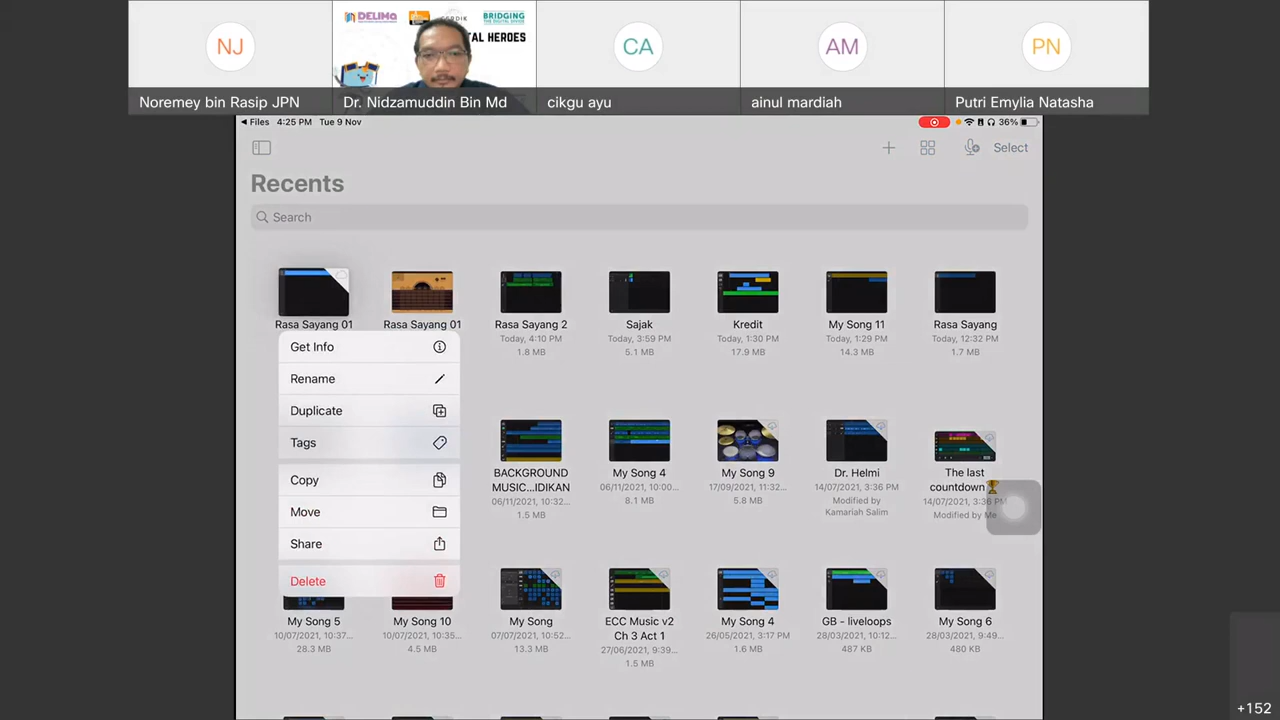 NJ
DELIMa
BRIDGING
THE DIGITAL DIVIDE
TAL HEROES
CA
AM
PN
Noremey bin Rasip JPN
Dr. Nidzamuddin Bin Md
cikgu ayu
ainul mardiah
Putri Emylia Natasha
Files 4:25 PM Tue 9 Nov
36%
Select
Recents
Search
Rasa Sayang 01
Rasa Sayang 01
Rasa Sayang 2
Today, 4:10 PM
1.8 MB
Sajak
Today, 3:59 PM
5.1 MB
Kredit
Today, 1:30 PM
17.9 MB
My Song 11
Today, 1:29 PM
14.3 MB
Rasa Sayang
Today, 12:32 PM
1.7 MB
Get Info
Rename
Duplicate
Tags
Copy
Move
Share
Delete
BACKGROUND
MUSIC...IDIKAN
06/11/2021, 10:32...
1.5 MB
My Song 4
06/11/2021, 10:00...
8.1 MB
My Song 9
17/09/2021, 11:32...
5.8 MB
Dr. Helmi
14/07/2021, 3:36 PM
Modified by
Kamariah Salim
The last
countdown
14/07/2021, 3:36 PM
Modified by Me
My Song 5
10/07/2021, 10:37...
28.3 MB
My Song 10
10/07/2021, 10:35...
4.5 MB
My Song
07/07/2021, 10:52...
13.3 MB
ECC Music v2
Ch 3 Act 1
27/06/2021, 9:39...
1.5 MB
My Song 4
26/05/2021, 3:17 PM
1.6 MB
GB - liveloops
28/03/2021, 10:12...
487 KB
My Song 6
28/03/2021, 9:49...
480 KB
+152